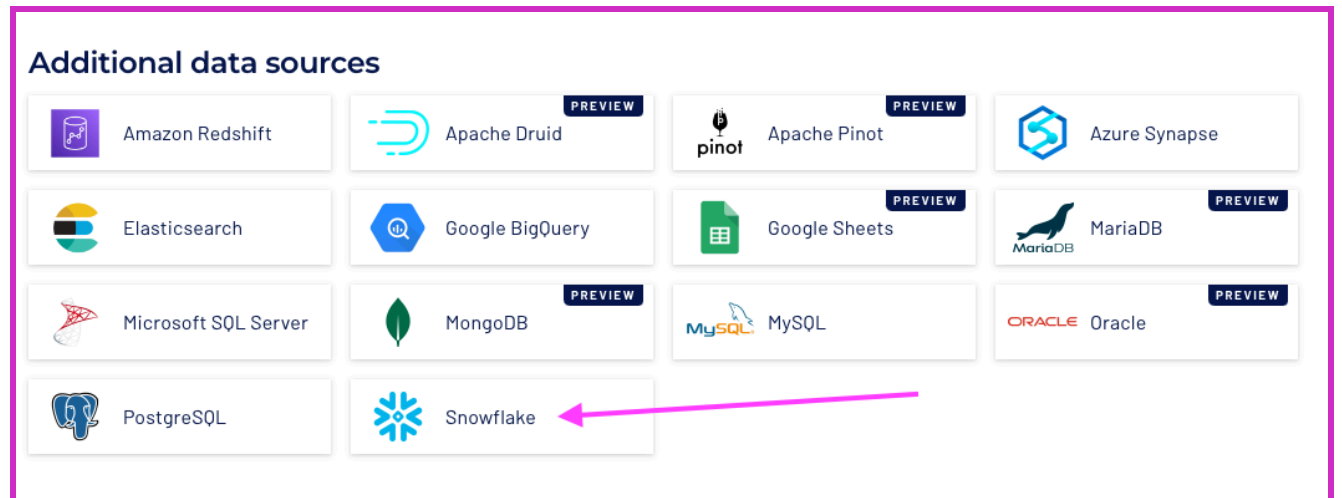 Additional data sources
Amazon Redshift
PREVIEW
Apache Druid
PREVIEW
pinot
Apache Pinot
Azure Synapse
Elasticsearch
Google BigQuery
PREVIEW
Google Sheets
PREVIEW
MariaDB
MariaDB
Microsoft SQL Server
PREVIEW
MongoDB
MySQL
MySQL
PREVIEW
ORACLE
Oracle
PostgreSQL
Snowflake